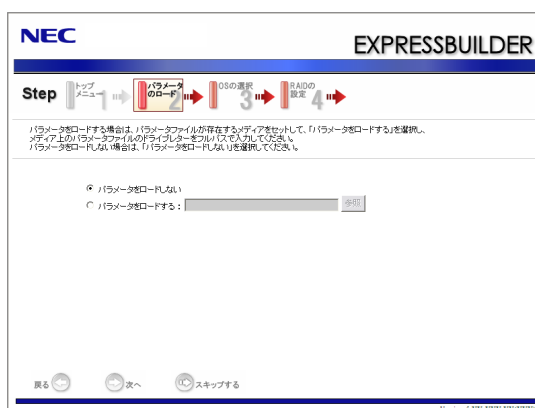 NEC
EXPRESSBUILDER
Step
トップ
メニュー 1
パラメータ
のロード 2
OSの選択
3
RAIDの
設定 4
パラメータをロードする場合は、パラメータファイルが存在するメディアをセットして、「パラメータをロードする」を選択し、
メディア上のパラメータファイルのドライブレターをフルパスで入力してください。
パラメータをロードしない場合は、「パラメータをロードしない」を選択してください。
パラメータをロードしない
パラメータをロードする：
参照
戻る
次へ
スキップする